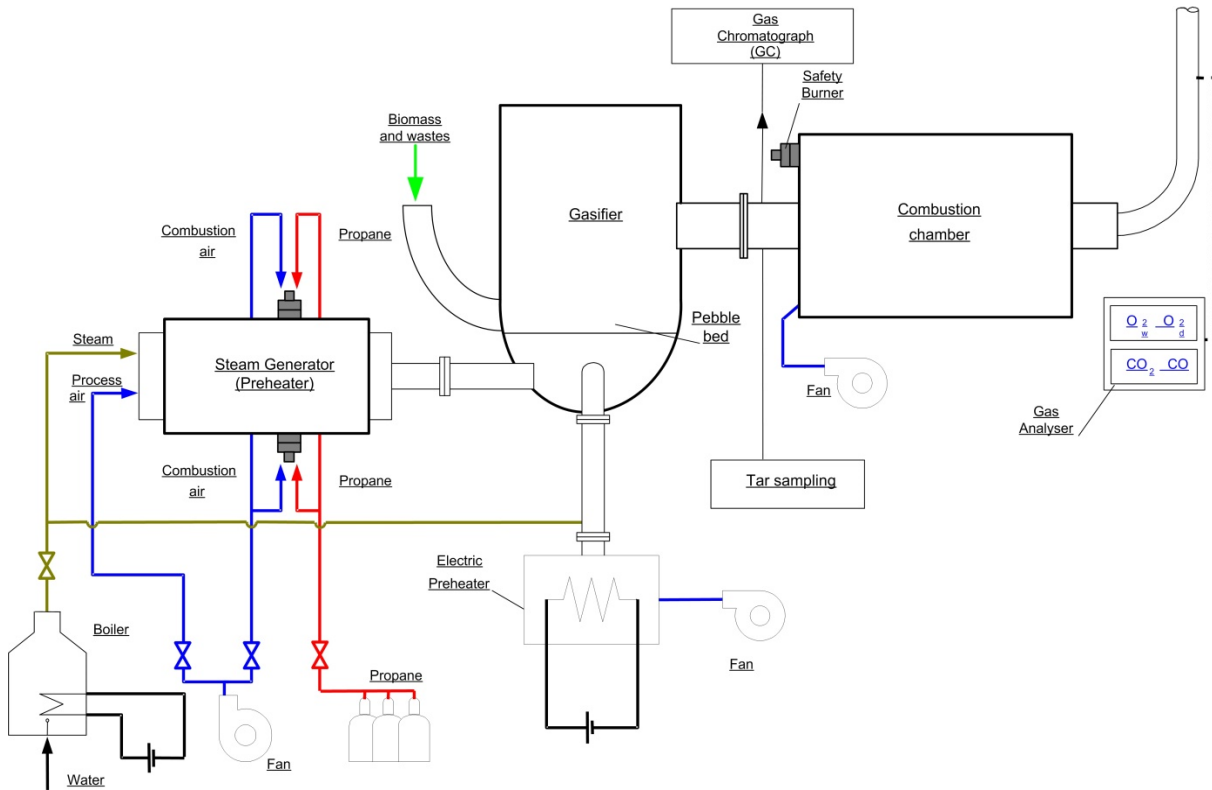 Gas
Chromatograph
(GC)
Safety
Burner
Biomass
and wastes
Gasifier
Combustion
chamber
Combustion
air
Propane
Pebble
bed
Steam
Steam Generator
(Preheater)
Process
air
O2w O2d
CO2 CO
Fan
Gas
Analyser
Combustion
air
Propane
Tar sampling
Electric
Preheater
Boiler
Fan
Propane
Fan
Water